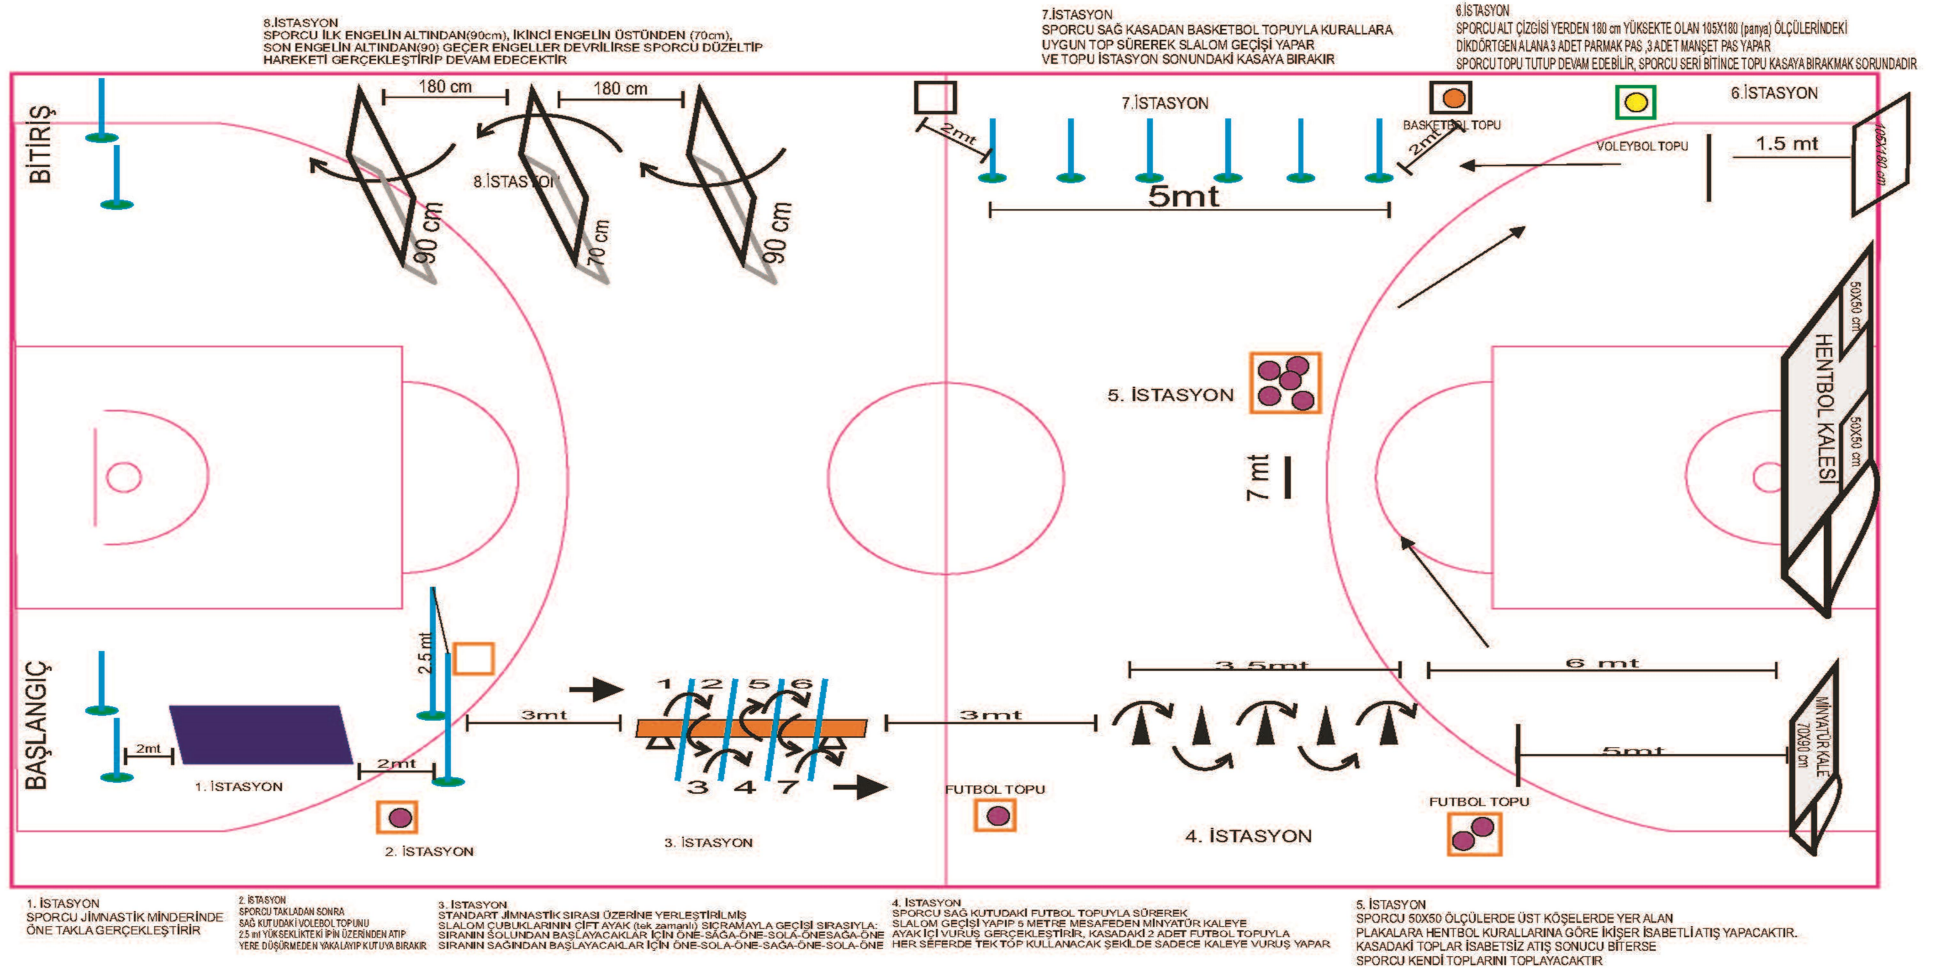 8.İSTASYON
SPORCU İLK ENGELİN ALTINDAN(90cm), İKİNCİ ENGELİN ÜSTÜNDEN (70cm),
SON ENGELİN ALTINDAN(90) GEÇER ENGELLER DEVRİLİRSE SPORCU DÜZELTİP
HAREKETİ GERÇEKLEŞTİRİP DEVAM EDECEKTİR
7.İSTASYON
SPORCU SAĞ KASADAN BASKETBOL TOPUYLA KURALLARA
UYGUN TOP SÜREREK SLALOM GEÇİŞİ YAPAR
VE TOPU İSTASYON SONUNDAKİ KASAYA BIRAKIR
6.İSTASYON
SPORCU ALT ÇİZGİSİ YERDEN 180 cm YÜKSEKTE OLAN 105X180 (panya) ÖLÇÜLERİNDEKİ
DİKDÖRTGEN ALANA 3 ADET PARMAK PAS ,3 ADET MANŞET PAS YAPAR
SPORCU TOPU TUTUP DEVAM EDEBİLİR, SPORCU SERİ BİTİNCE TOPU KASAYA BIRAKMAK SORUNDADIR
BİTİRİŞ
180 cm
180 cm
8.İSTASYON
90 cm
70 cm
90 cm
2mt
7.İSTASYON
5mt
2mt
BASKETBOL TOPU
VOLEYBOL TOPU
6.İSTASYON
1.5 mt
105X180 cm
50X50 cm
HENTBOL KALESİ
50X50 cm
5. İSTASYON
7 mt
BAŞLANGIÇ
2mt
1. İSTASYON
2mt
2.5 mt
2. İSTASYON
3mt
1 2 5 6
3 4 7
3. İSTASYON
3mt
FUTBOL TOPU
3.5mt
4. İSTASYON
6 mt
5mt
FUTBOL TOPU
MİNYATÜR KALE
70X90 cm
1. İSTASYON
SPORCU JİMNASTİK MİNDERİNDE
ÖNE TAKLA GERÇEKLEŞTİRİR
2. İSTASYON
SPORCU TAKLADAN SONRA
SAĞ KUTUDAKİ VOLEBOL TOPUNU
2.5 mt YÜKSEKLİKTEKİ İPİN ÜZERİNDEN ATIP
YERE DÜŞÜRMEDEN YAKALAYIP KUTUYA BIRAKIR
3. İSTASYON
STANDART JİMNASTİK SIRASI ÜZERİNE YERLEŞTİRİLMİŞ
SLALOM ÇUBUKLARININ ÇİFT AYAK (tek zamanlı) SIÇRAMAYLA GEÇİŞİ SIRASIYLA:
SIRANIN SOLUNDAN BAŞLAYACAKLAR İÇİN ÖNE-SAĞA-ÖNE-SOLA-ÖNESAĞA-ÖNE
SIRANIN SAĞINDAN BAŞLAYACAKLAR İÇİN ÖNE-SOLA-ÖNE-SAĞA-ÖNE-SOLA-ÖNE
4. İSTASYON
SPORCU SAĞ KUTUDAKİ FUTBOL TOPUYLA SÜREREK
SLALOM GEÇİŞİ YAPIP 5 METRE MESAFEDEN MİNYATÜR KALEYE
AYAK İÇİ VURUŞ GERÇEKLEŞTİRİR, KASADAKİ 2 ADET FUTBOL TOPUYLA
HER SEFERDE TEK TOP KULLANACAK ŞEKİLDE SADECE KALEYE VURUŞ YAPAR
5. İSTASYON
SPORCU 50X50 ÖLÇÜLERDE ÜST KÖŞELERDE YER ALAN
PLAKALARA HENTBOL KURALLARINA GÖRE İKİŞER İSABETLİ ATIŞ YAPACAKTIR.
KASADAKİ TOPLAR İSABETSİZ ATIŞ SONUCU BİTERSE
SPORCU KENDİ TOPLARINI TOPLAYACAKTIR